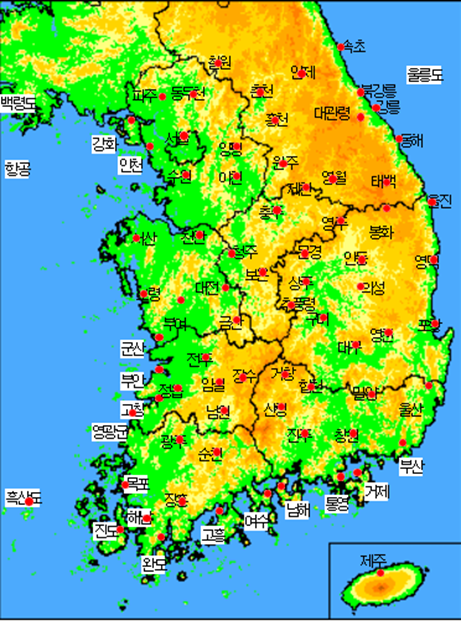 속초
철원
인제
울릉도
파주
동두천
춘천
북강릉
백령도
대관령
강릉
홍천
강화
서울
동해
인천
양평
항공
원주
수원
이천
영월
태백
제천
울진
충주
영주
봉화
서산
천안
청주
문경
안동
영덕
보은
상주
의성
대전
보령
추풍령
부여
금산
구미
포항
영천
군산
대구
전주
부안
임실
장수
거창
정읍
합천
밀양
고창
남원
산청
울산
영광군
광주
진주
창원
순천
부산
목포
거제
흑산도
장흥
통영
해남
남해
여수
진도
고흥
완도
제주